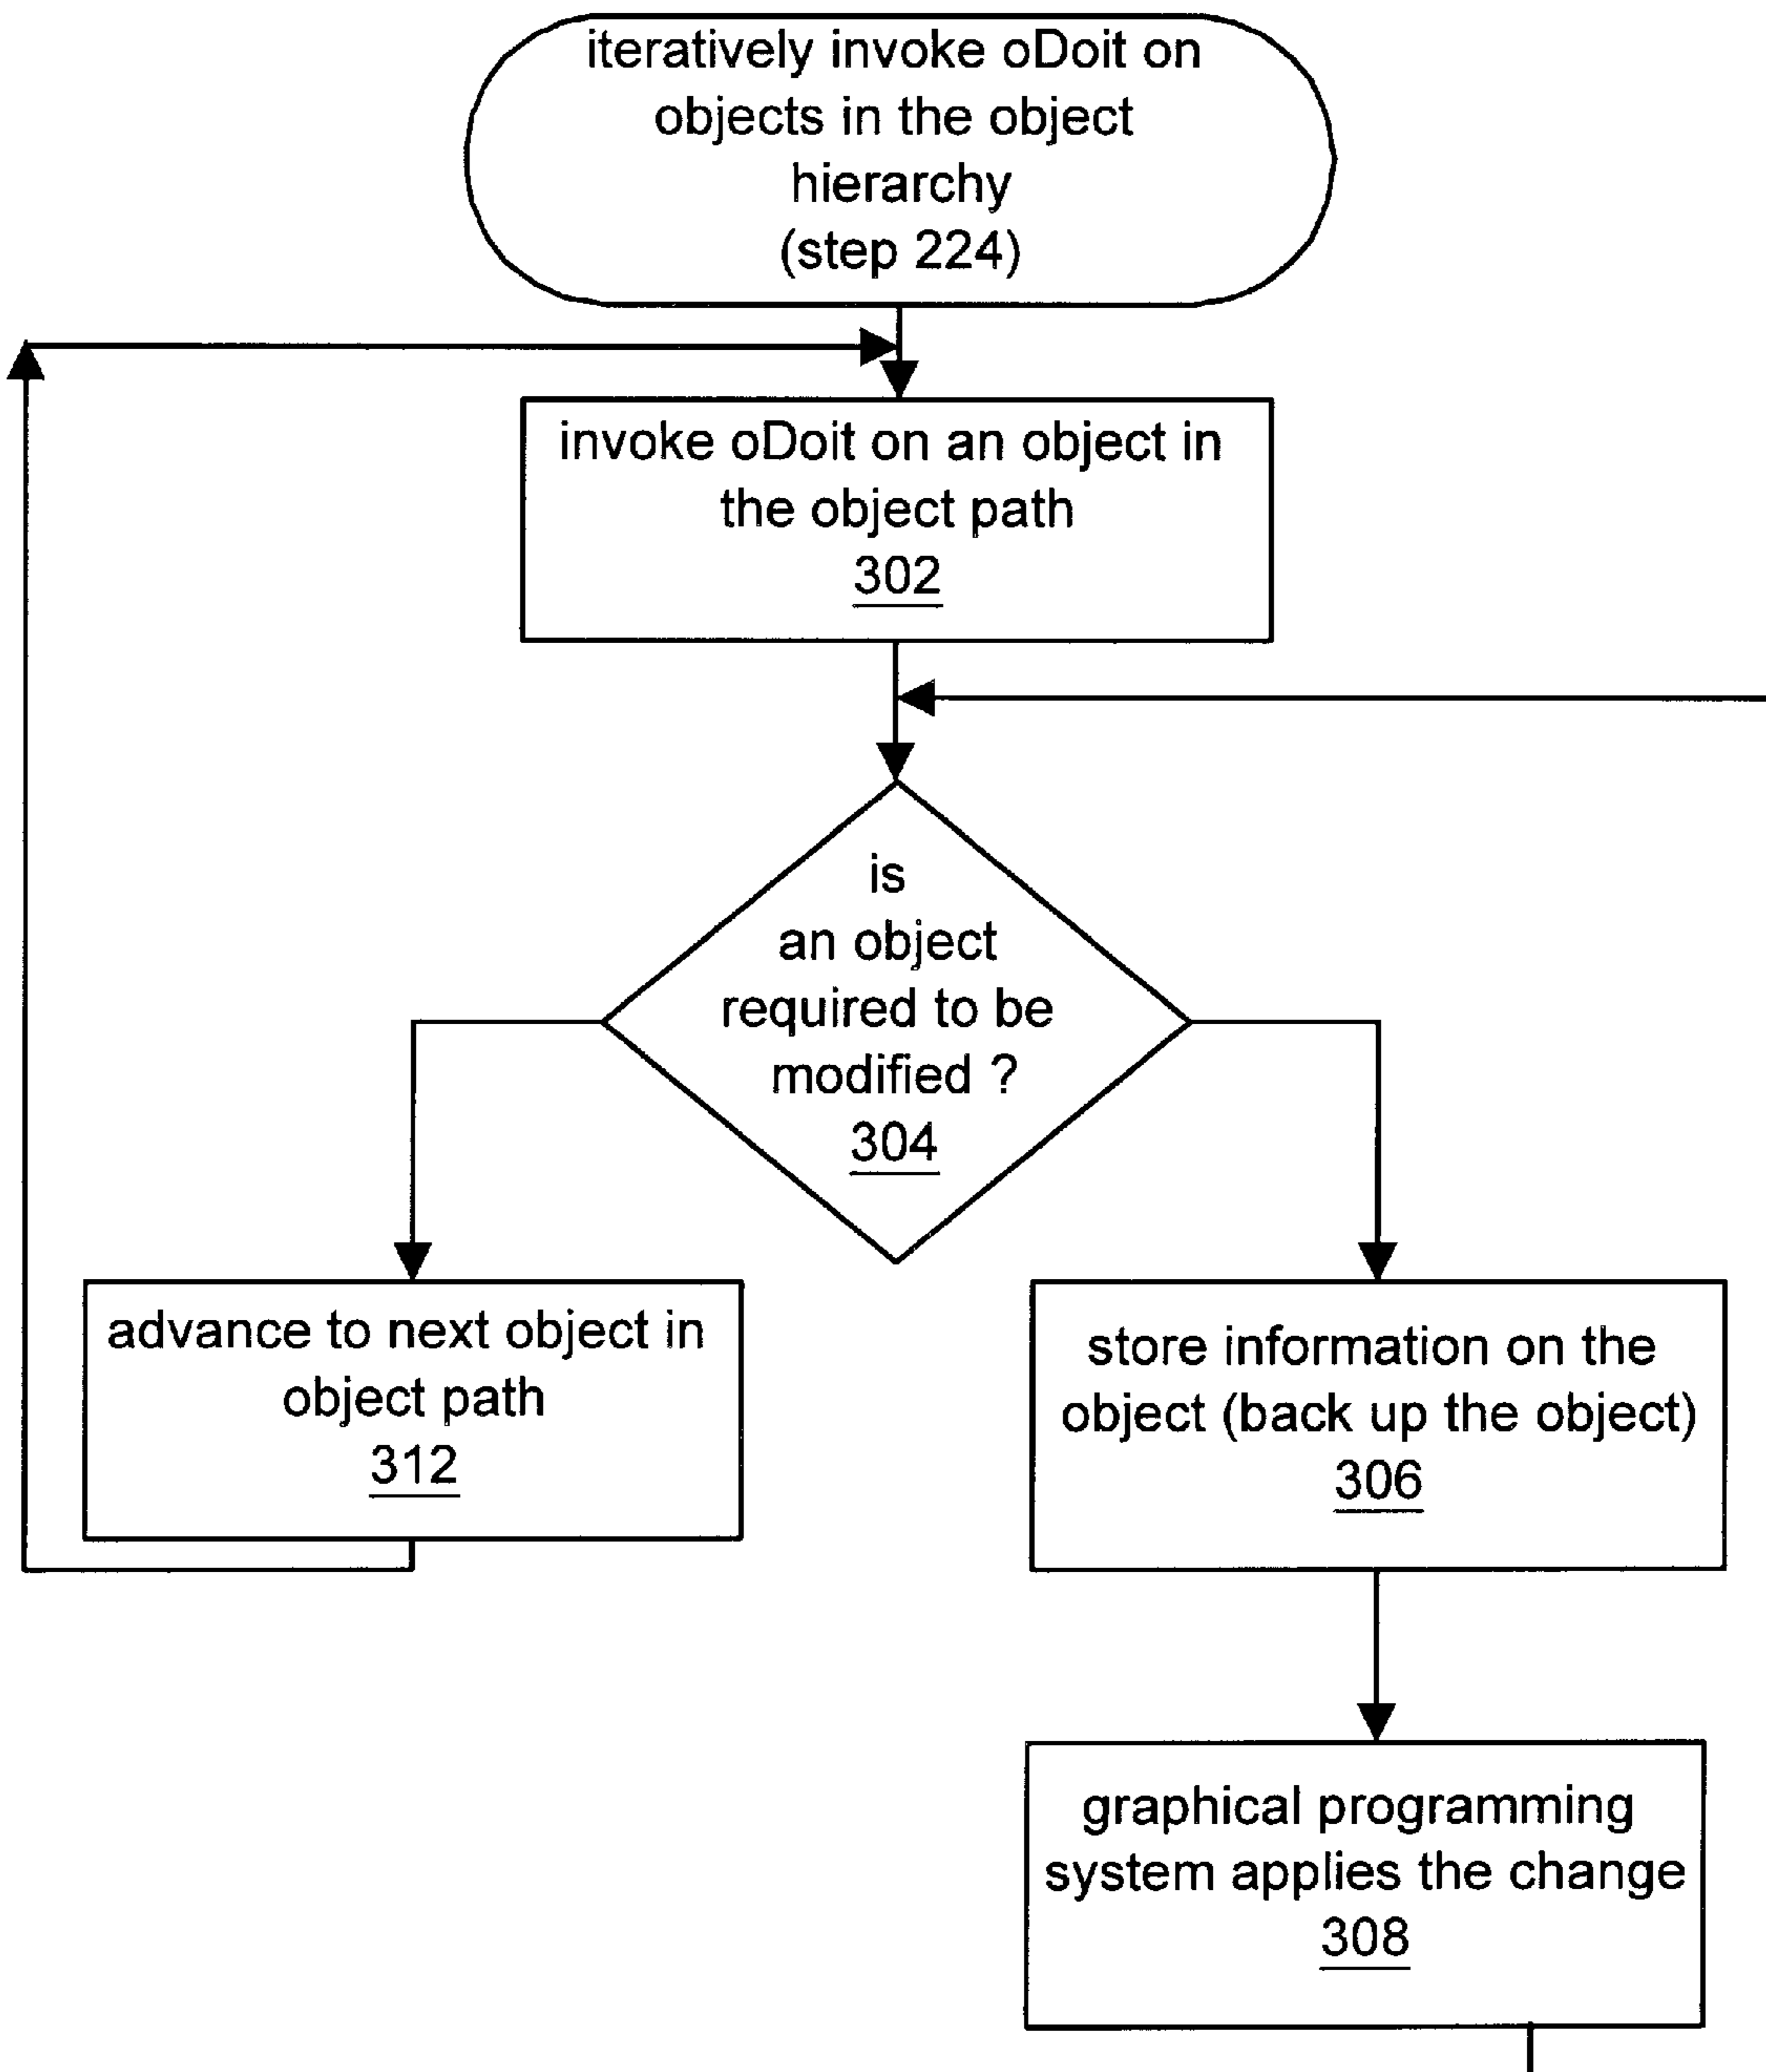 iteratively invoke oDoit on
objects in the object
hierarchy
(step 224)
invoke oDoit on an object in
the object path
302
is
an object
required to be
modified ?
304
advance to next object in
object path
312
store information on the
object (back up the object)
306
graphical programming
system applies the change
308